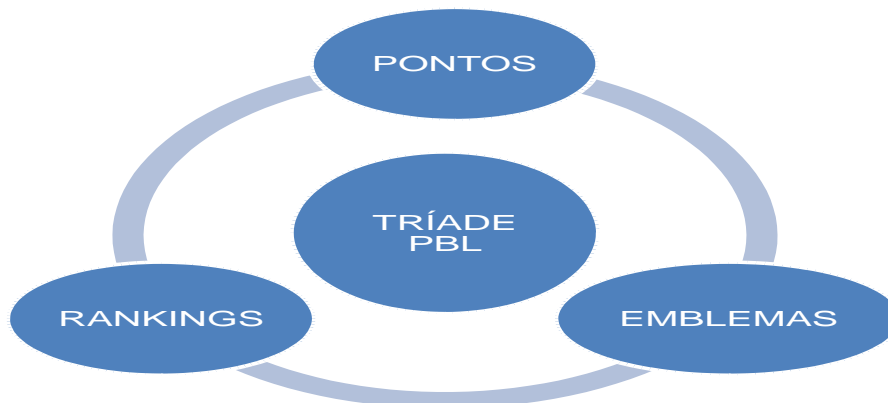 PONTOS
TRÍADE
PBL
RANKINGS
EMBLEMAS